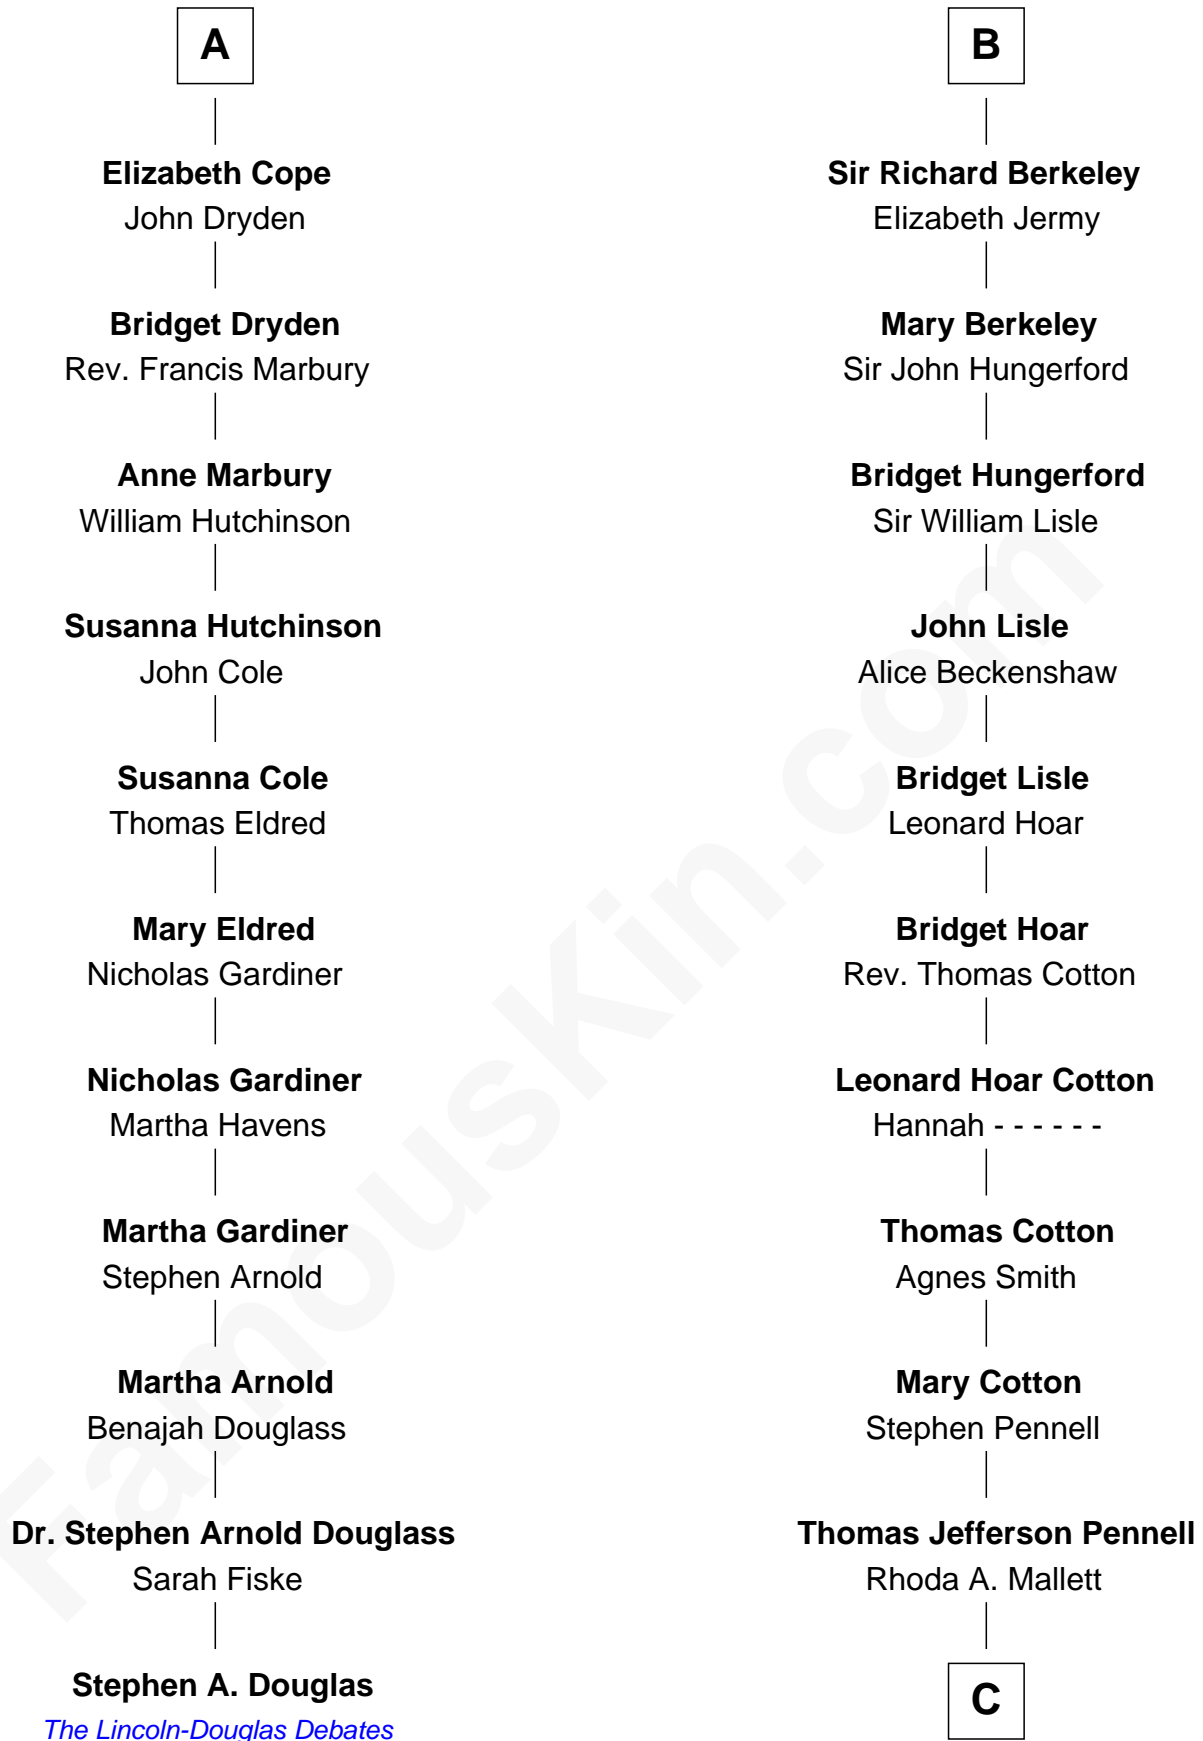 A
Elizabeth Cope
John Dryden
Bridget Dryden
Rev. Francis Marbury
Anne Marbury
William Hutchinson
Susanna Hutchinson
John Cole
Susanna Cole
Thomas Eldred
Mary Eldred
Nicholas Gardiner
Nicholas Gardiner
Martha Havens
Martha Gardiner
Stephen Arnold
Martha Arnold
Benajah Douglass
Dr. Stephen Arnold Douglass
Sarah Fiske
Stephen A. Douglas
The Lincoln-Douglas Debates
B
Sir Richard Berkeley
Elizabeth Jermy
Mary Berkeley
Sir John Hungerford
Bridget Hungerford
Sir William Lisle
John Lisle
Alice Beckenshaw
Bridget Lisle
Leonard Hoar
Bridget Hoar
Rev. Thomas Cotton
Leonard Hoar Cotton
Hannah - - - - - -
Thomas Cotton
Agnes Smith
Mary Cotton
Stephen Pennell
Thomas Jefferson Pennell
Rhoda A. Mallett
C
FamousKin.com